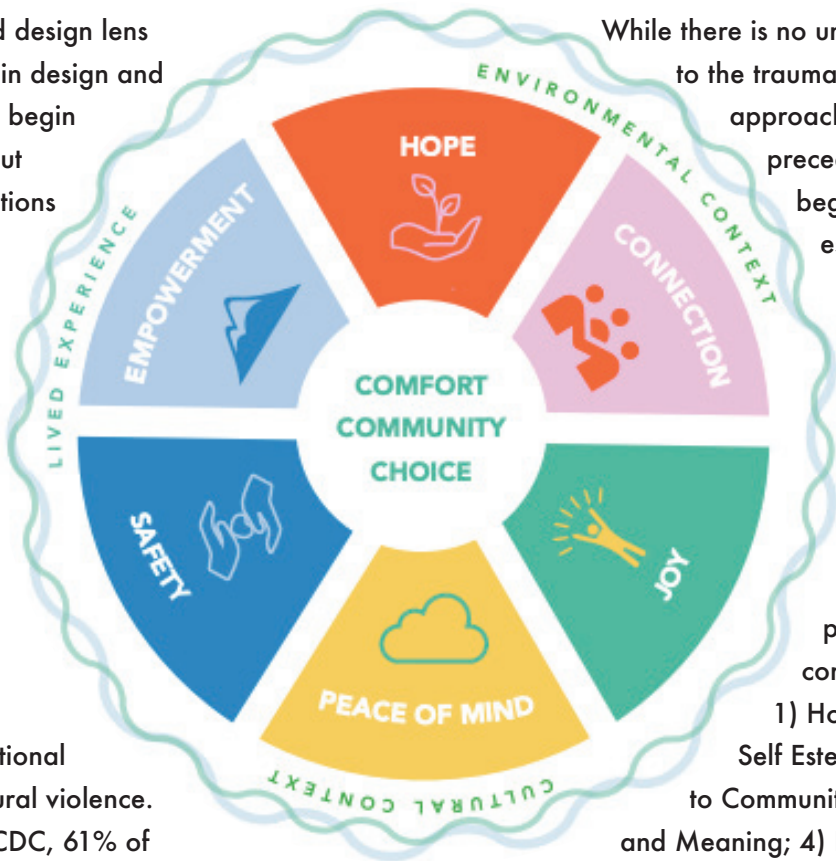 d design lens
in design and
begin
ut
tions
While there is no un
to the trauma
approach
prece
beg
e
ENVIRONMENTAL CONTEXT
LIVED EXPERIENCE
CULTURAL CONTEXT
HOPE
CONNECTION
JOY
PEACE OF MIND
SAFETY
EMPOWERMENT
COMFORT
COMMUNITY
CHOICE
tional
ural violence.
CDC, 61% of
p
con
1) Ho
Self Este
to Communit
and Meaning; 4)